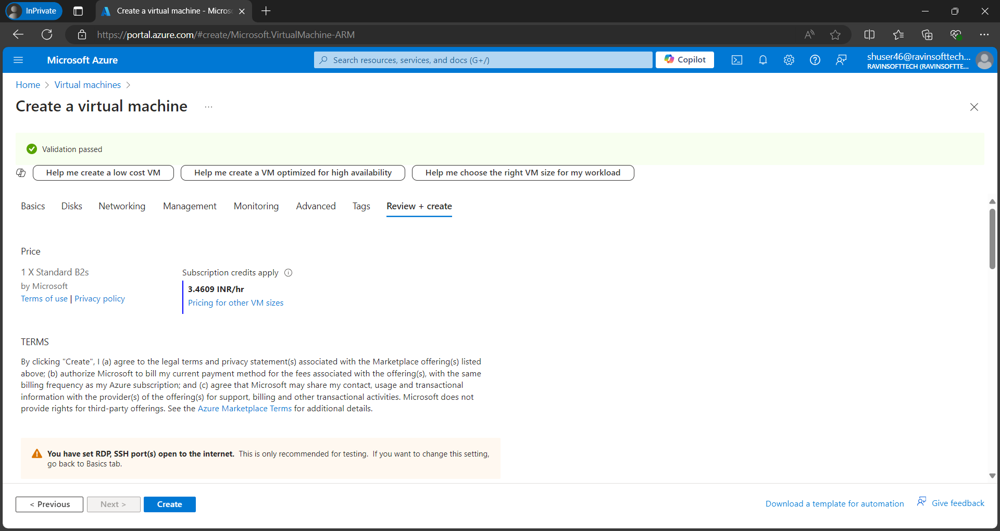 InPrivate
Create a virtual machine - Micros
https://portal.azure.com/#create/Microsoft.VirtualMachine-ARM
Microsoft Azure
Search resources, services, and docs (G+/)
Copilot
shuser46@ravinsofttech...
RAVINSOFTTECH (RAVINSOFTTE...
Home > Virtual machines >
Create a virtual machine ...
Validation passed
Help me create a low cost VM
Help me create a VM optimized for high availability
Help me choose the right VM size for my workload
Basics Disks Networking Management Monitoring Advanced Tags Review + create
Price
1 X Standard B2s
by Microsoft
Terms of use | Privacy policy
Subscription credits apply
3.4609 INR/hr
Pricing for other VM sizes
TERMS
By clicking "Create", I (a) agree to the legal terms and privacy statement(s) associated with the Marketplace offering(s) listed
above; (b) authorize Microsoft to bill my current payment method for the fees associated with the offering(s), with the same
billing frequency as my Azure subscription; and (c) agree that Microsoft may share my contact, usage and transactional
information with the provider(s) of the offering(s) for support, billing and other transactional activities. Microsoft does not
provide rights for third-party offerings. See the Azure Marketplace Terms for additional details.
You have set RDP, SSH port(s) open to the internet. This is only recommended for testing. If you want to change this setting,
go back to Basics tab.
< Previous
Next >
Create
Download a template for automation
Give feedback